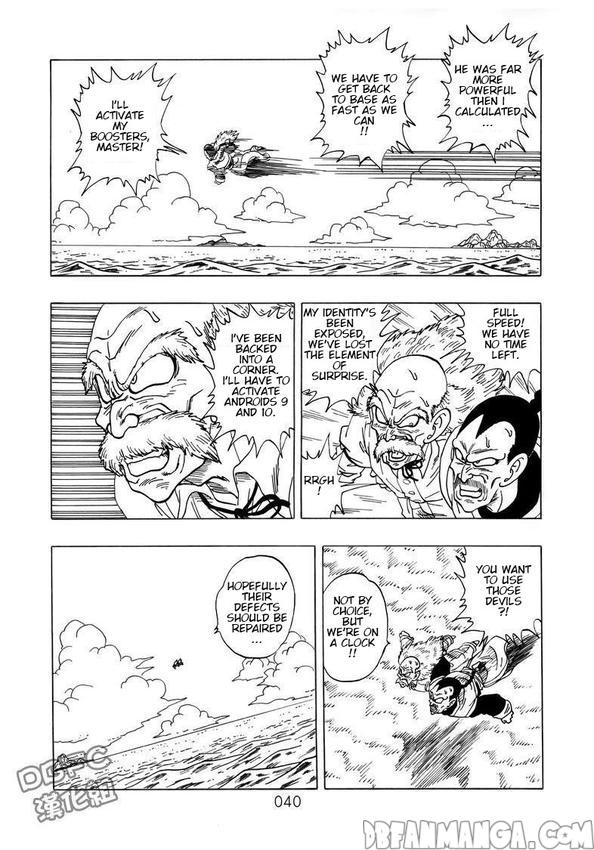 HE WAS FAR
MORE
POWERFUL THEN
I
CALCULATED
...
WE HAVE TO
GET BACK
TO BASE AS
FAST AS WE
CAN
!!
I'LL
ACTIVATE
MY
BOOSTERS,
MASTER!
FULL
SPEED!
WE HAVE
NO TIME
LEFT.
MY IDENTITY'S
BEEN
EXPOSED,
WE'VE LOST
THE ELEMENT
OF
SURPRISE.
RRGH
!
I'VE BEEN
BACKED
INTO A
CORNER.
I'LL HAVE TO
ACTIVATE
ANDROIDS 9
AND 10.
YOU WANT
TO USE
THOSE
DEVILS
?!
NOT BY
CHOICE,
BUT
WE'RE ON
A CLOCK
!!
HOPEFULLY
THEIR
DEFECTS
SHOULD BE
REPAIRED
...
DBFC
漢化組
040
DBFANMANGA.COM